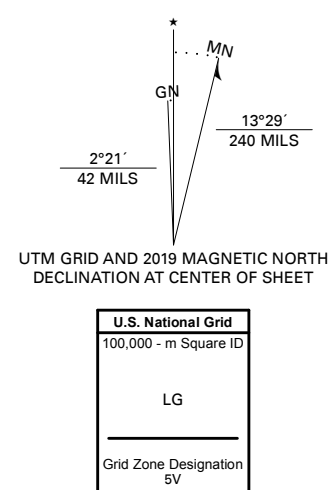 ★
MN
GN
13°29´
240 MILS
2°21´
42 MILS
UTM GRID AND 2019 MAGNETIC NORTH
DECLINATION AT CENTER OF SHEET
U.S. National Grid
100,000 - m Square ID
LG
Grid Zone Designation
5V